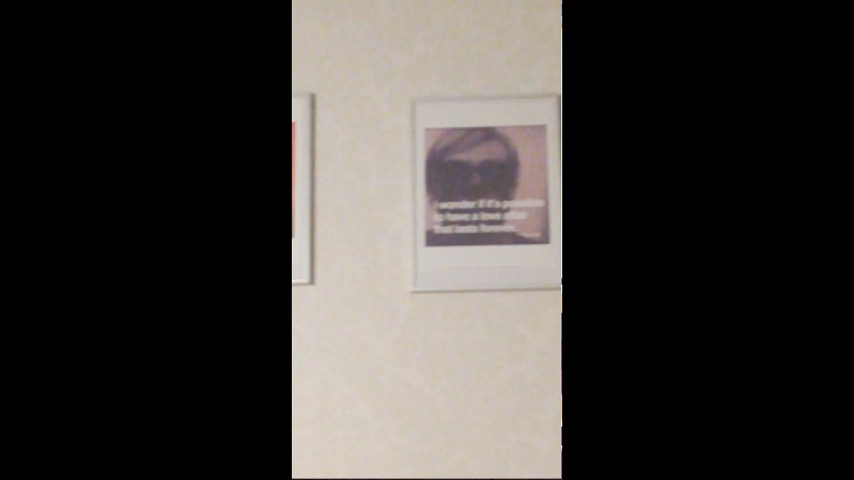 I wonder if it's possible
to have a love affair
that lasts forever.